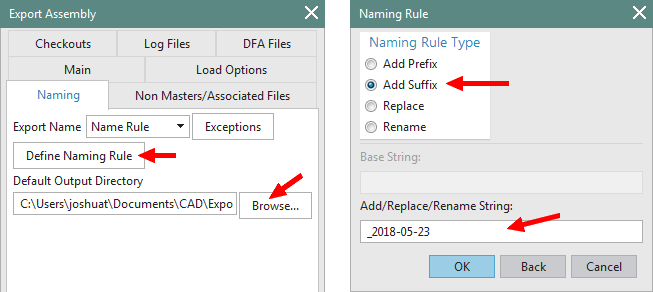 Export Assembly
Checkouts
Log Files
DFA Files
Main
Load Options
Naming
Non Masters/Associated Files
Export Name
Name Rule
Exceptions
Define Naming Rule
Default Output Directory
C:\Users\joshuat\Documents\CAD\Expo
Browse...
Naming Rule
Naming Rule Type
Add Prefix
Add Suffix
Replace
Rename
Base String:
Add/Replace/Rename String:
_2018-05-23
OK
Back
Cancel